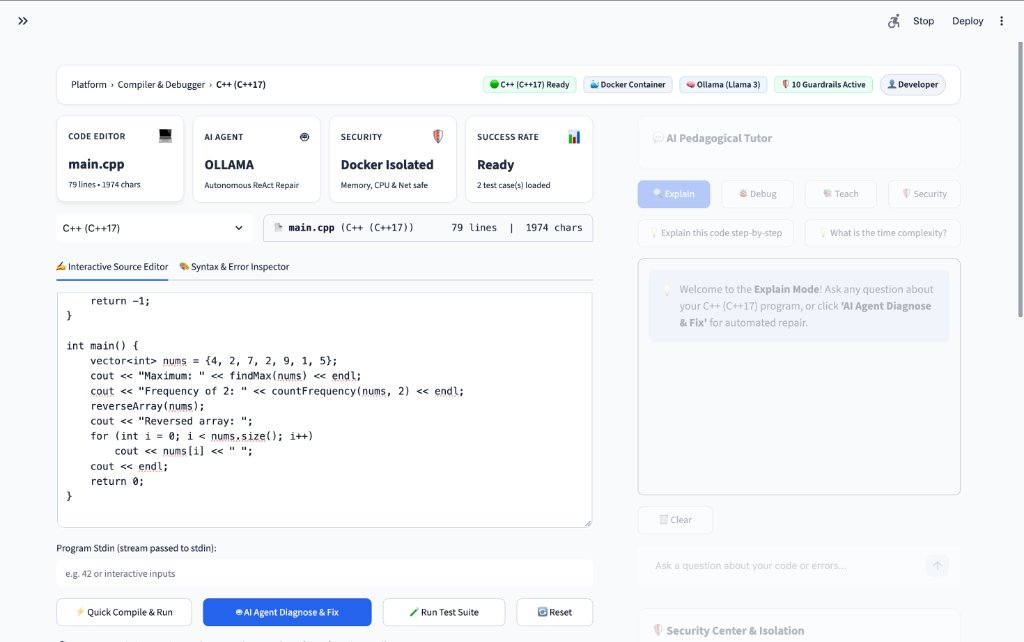 Stop Deploy
Platform › Compiler & Debugger › C++ (C++17)
C++ (C++17) Ready
Docker Container
Ollama (Llama 3)
10 Guardrails Active
Developer
CODE EDITOR
main.cpp
79 lines • 1974 chars
AI AGENT
OLLAMA
Autonomous ReAct Repair
SECURITY
Docker Isolated
Memory, CPU & Net safe
SUCCESS RATE
Ready
2 test case(s) loaded
C++ (C++17)
main.cpp (C++ (C++17)) 79 lines | 1974 chars
Interactive Source Editor
Syntax & Error Inspector
    return -1;
}

int main() {
    vector<int> nums = {4, 2, 7, 2, 9, 1, 5};
    cout << "Maximum: " << findMax(nums) << endl;
    cout << "Frequency of 2: " << countFrequency(nums, 2) << endl;
    reverseArray(nums);
    cout << "Reversed array: ";
    for (int i = 0; i < nums.size(); i++)
        cout << nums[i] << " ";
    cout << endl;
    return 0;
}
Program Stdin (stream passed to stdin):
e.g. 42 or interactive inputs
Quick Compile & Run
AI Agent Diagnose & Fix
Run Test Suite
Reset
AI Pedagogical Tutor
Explain
Debug
Teach
Security
Explain this code step-by-step
What is the time complexity?
Welcome to the Explain Mode! Ask any question about
your C++ (C++17) program, or click 'AI Agent Diagnose
& Fix' for automated repair.
Clear
Ask a question about your code or errors...
Security Center & Isolation